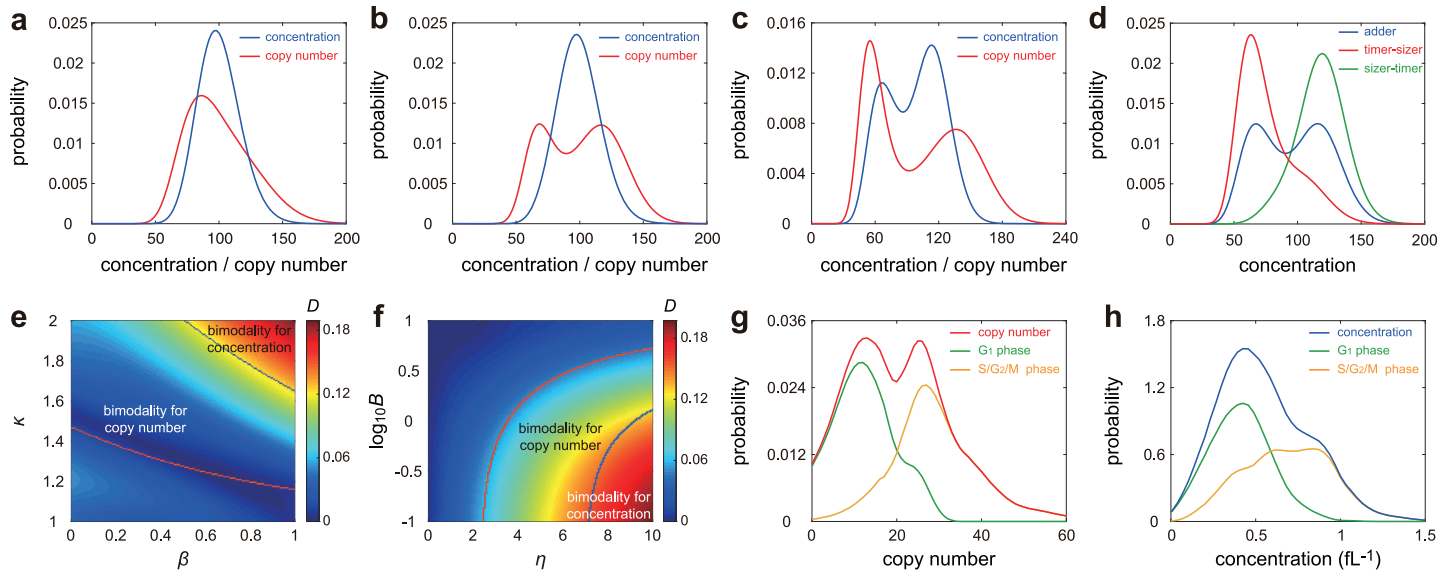 a
0.025
0.02
0.015
0.01
0.005
0
probability
concentration
copy number
0
50
100
150
200
concentration / copy number
b
0.025
0.02
0.015
0.01
0.005
0
probability
concentration
copy number
0
50
100
150
200
concentration / copy number
c
0.016
0.012
0.008
0.004
0
probability
concentration
copy number
0
60
120
180
240
concentration / copy number
d
0.025
0.02
0.015
0.01
0.005
0
probability
adder
timer-sizer
sizer-timer
0
50
100
150
200
concentration
e
2
1.8
1.6
1.4
1.2
1
κ
bimodality for
concentration
bimodality for
copy number
0
0.2
0.4
0.6
0.8
1
β
D
0.18
0.12
0.06
0
f
1
0.5
0
-0.5
-1
log10B
bimodality for
copy number
bimodality for
concentration
0
2
4
6
8
10
η
D
0.18
0.12
0.06
0
g
0.036
0.024
0.012
0
probability
copy number
G1 phase
S/G2/M phase
0
20
40
60
copy number
h
1.8
1.2
0.6
0
probability
concentration
G1 phase
S/G2/M phase
0
0.5
1
1.5
concentration (fL-1)